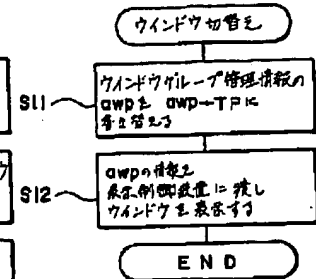 ウインドウ切替え
ウインドウグループ管理情報の
awpを awp←TPに
書き替える
S11
ウ
awpの情報を
表示制御装置に渡し
ウインドウを表示する
S12
END